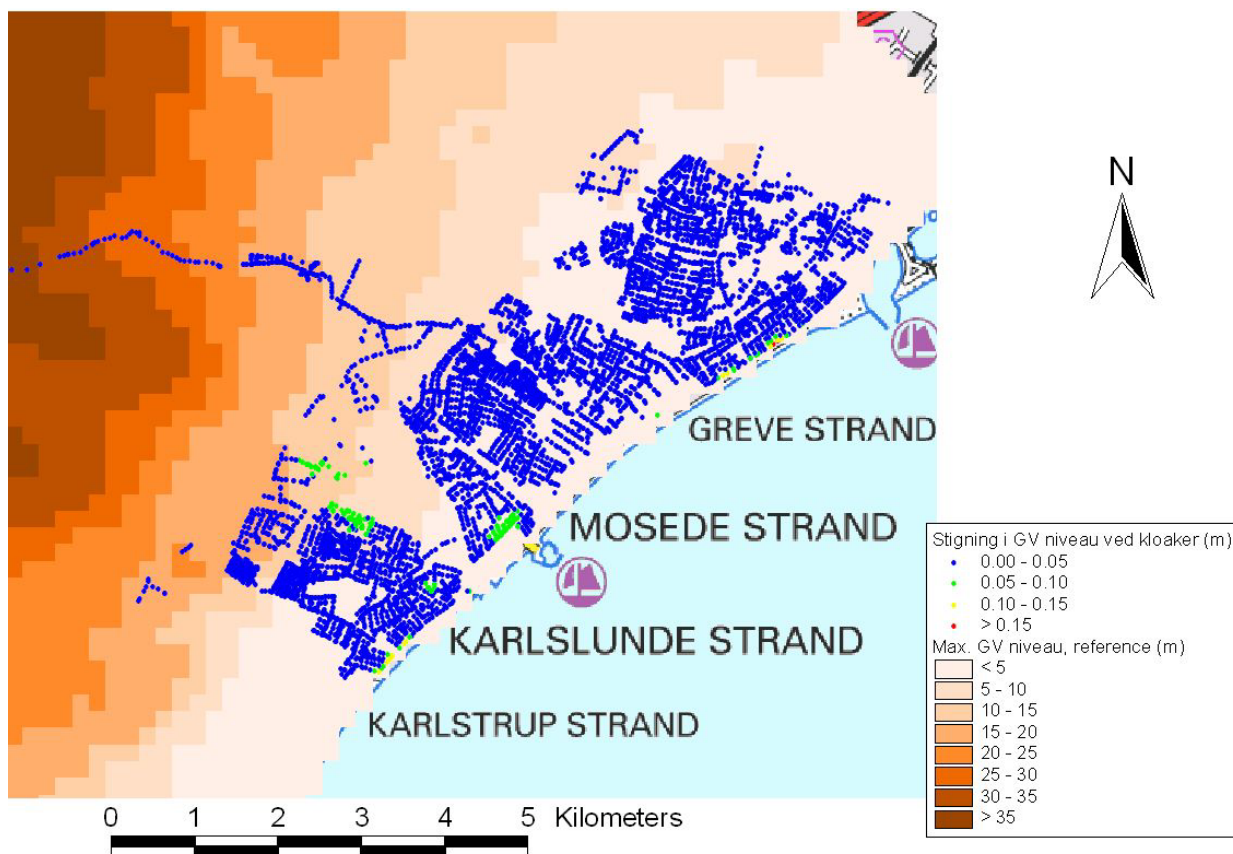 N
GREVE STRAND
MOSEDE STRAND
KARLSLUNDE STRAND
KARLSTRUP STRAND
Stigning i GV niveau ved kloaker (m)
0.00 - 0.05
0.05 - 0.10
0.10 - 0.15
> 0.15
Max. GV niveau, reference (m)
< 5
5 - 10
10 - 15
15 - 20
20 - 25
25 - 30
30 - 35
> 35
0 1 2 3 4 5 Kilometers